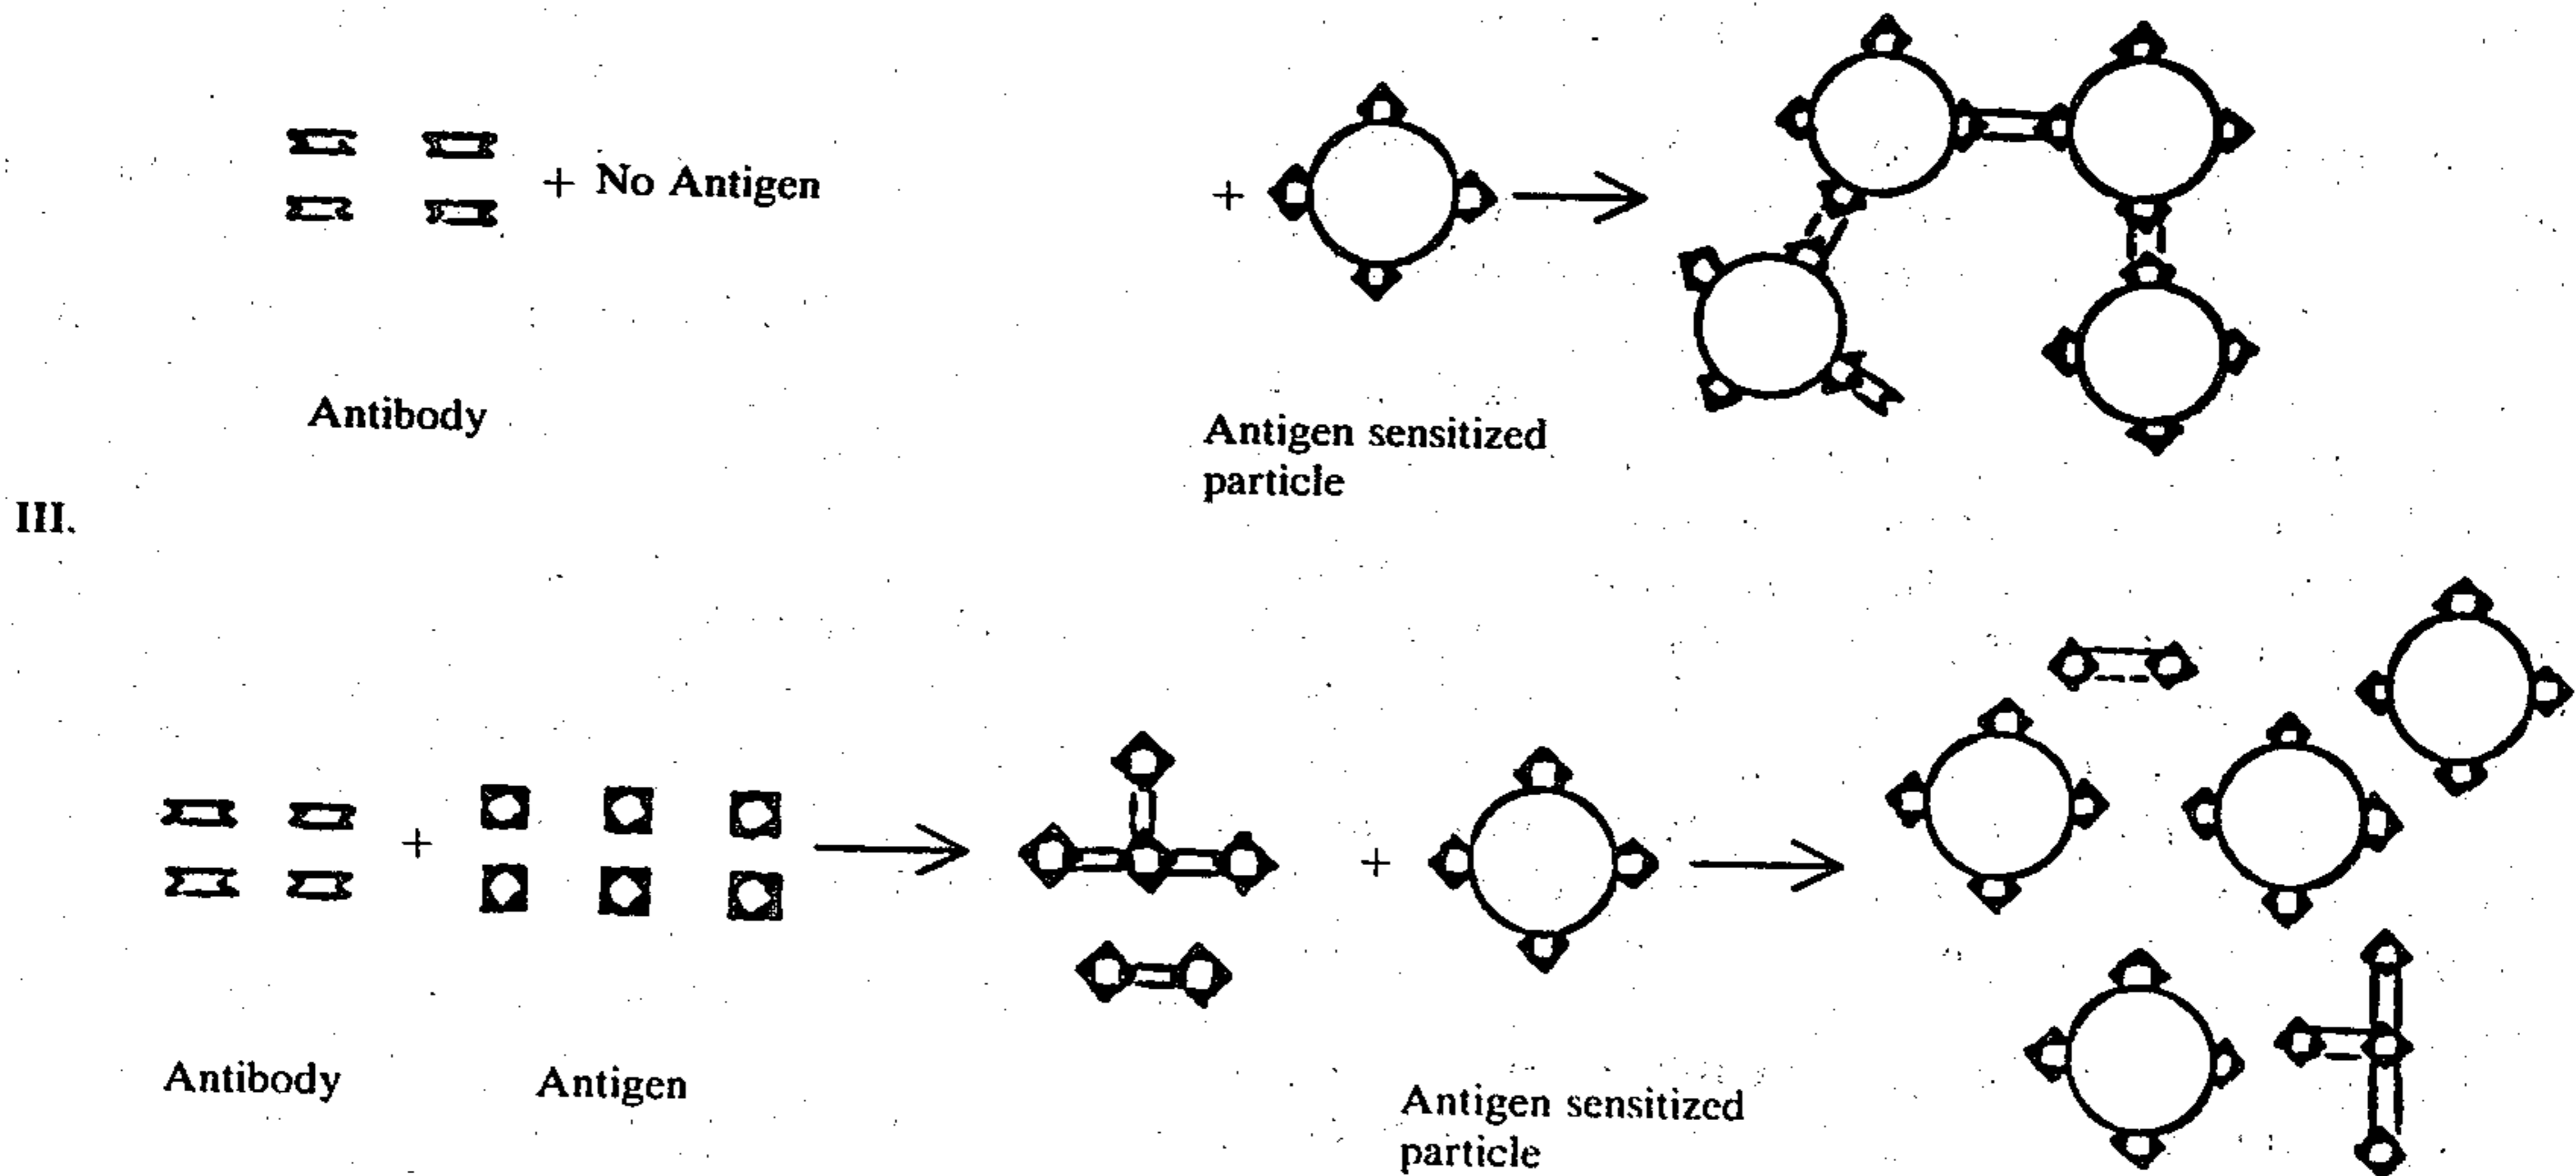 + No Antigen
+
Antibody
Antigen sensitized
particle
III.
+
+
Antibody
Antigen
Antigen sensitized
particle